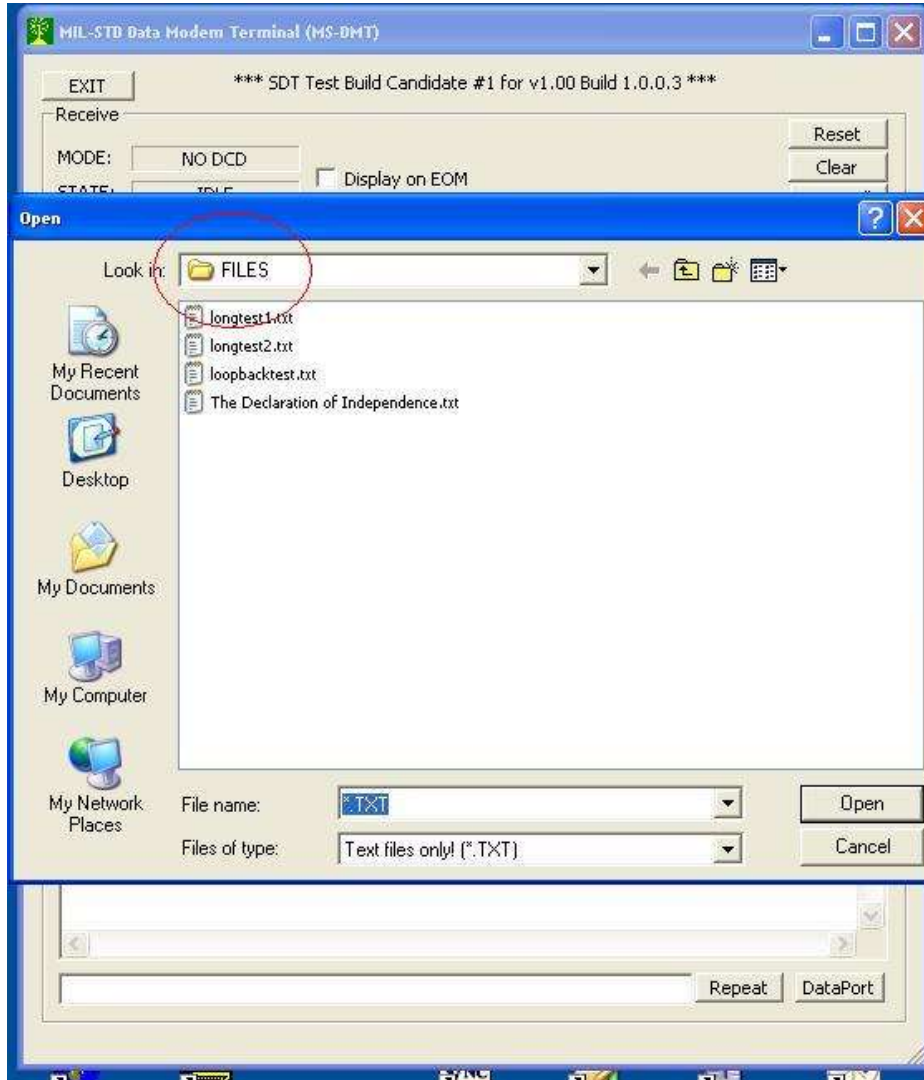 MIL-STD Data Modem Terminal (MS-DMT)
EXIT
*** SDT Test Build Candidate #1 for v1.00 Build 1.0.0.3 ***
Receive
Reset
MODE: NO DCD
Clear
Display on EOM
STATE: IDLE
Open
Look in: FILES
longtest1.txt
longtest2.txt
loopbacktest.txt
The Declaration of Independence.txt
My Recent
Documents
Desktop
My Documents
My Computer
My Network
Places
File name: *.TXT
Open
Files of type: Text files only! (*.TXT)
Cancel
Repeat
DataPort